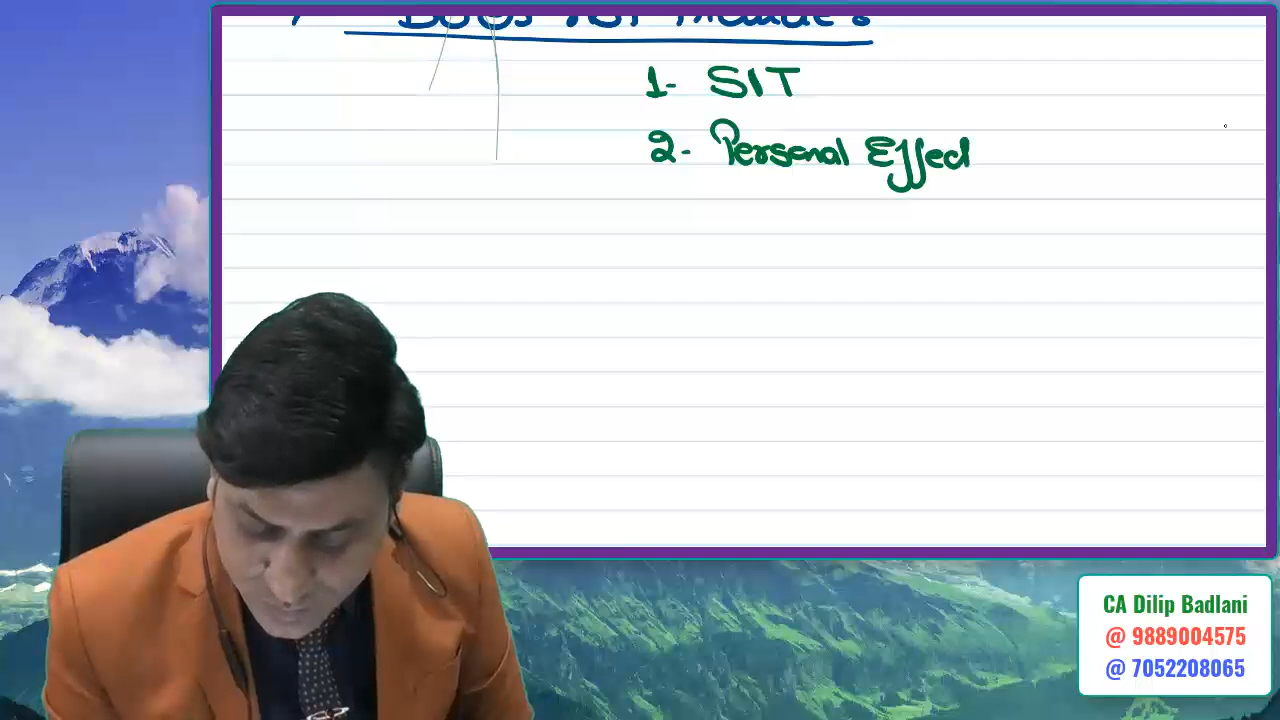 1- SIT
2- Personal Effect
CA Dilip Badlani
@ 9889004575
@ 7052208065